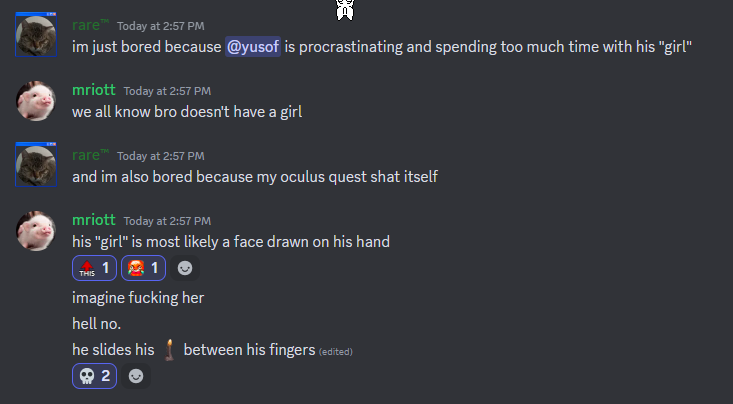 rare™ Today at 2:57 PM
im just bored because @yusof is procrastinating and spending too much time with his "girl"
mriott Today at 2:57 PM
we all know bro doesn't have a girl
rare™ Today at 2:57 PM
and im also bored because my oculus quest shat itself
mriott Today at 2:57 PM
his "girl" is most likely a face drawn on his hand
THIS 1 1
imagine fucking her
hell no.
he slides his between his fingers (edited)
2